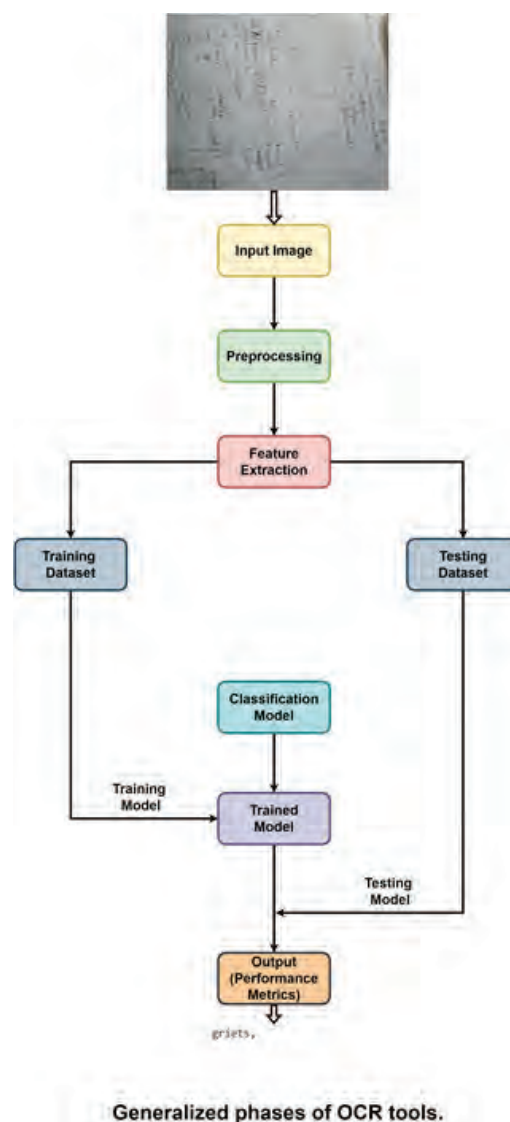 Input Image
Preprocessing
Feature
Extraction
Training
Dataset
Testing
Dataset
Classification
Model
Training
Model
Trained
Model
Testing
Model
Output
(Performance
Metrics)
griets,
Generalized phases of OCR tools.